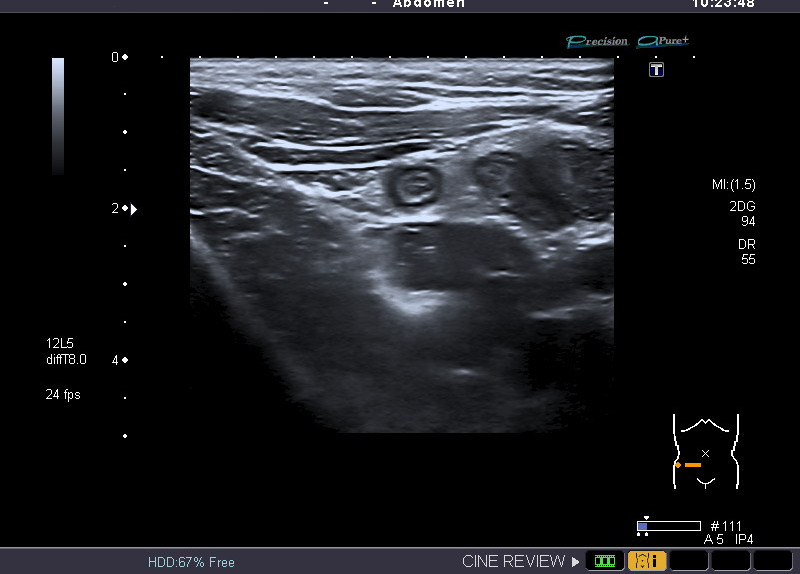 - - Abdomen 10:23:48
Precision APure+
T
0
2
4
MI:(1.5)
2DG
94
DR
55
12L5
diffT8.0
24 fps
#111
A 5 IP4
HDD:67% Free
CINE REVIEW
i